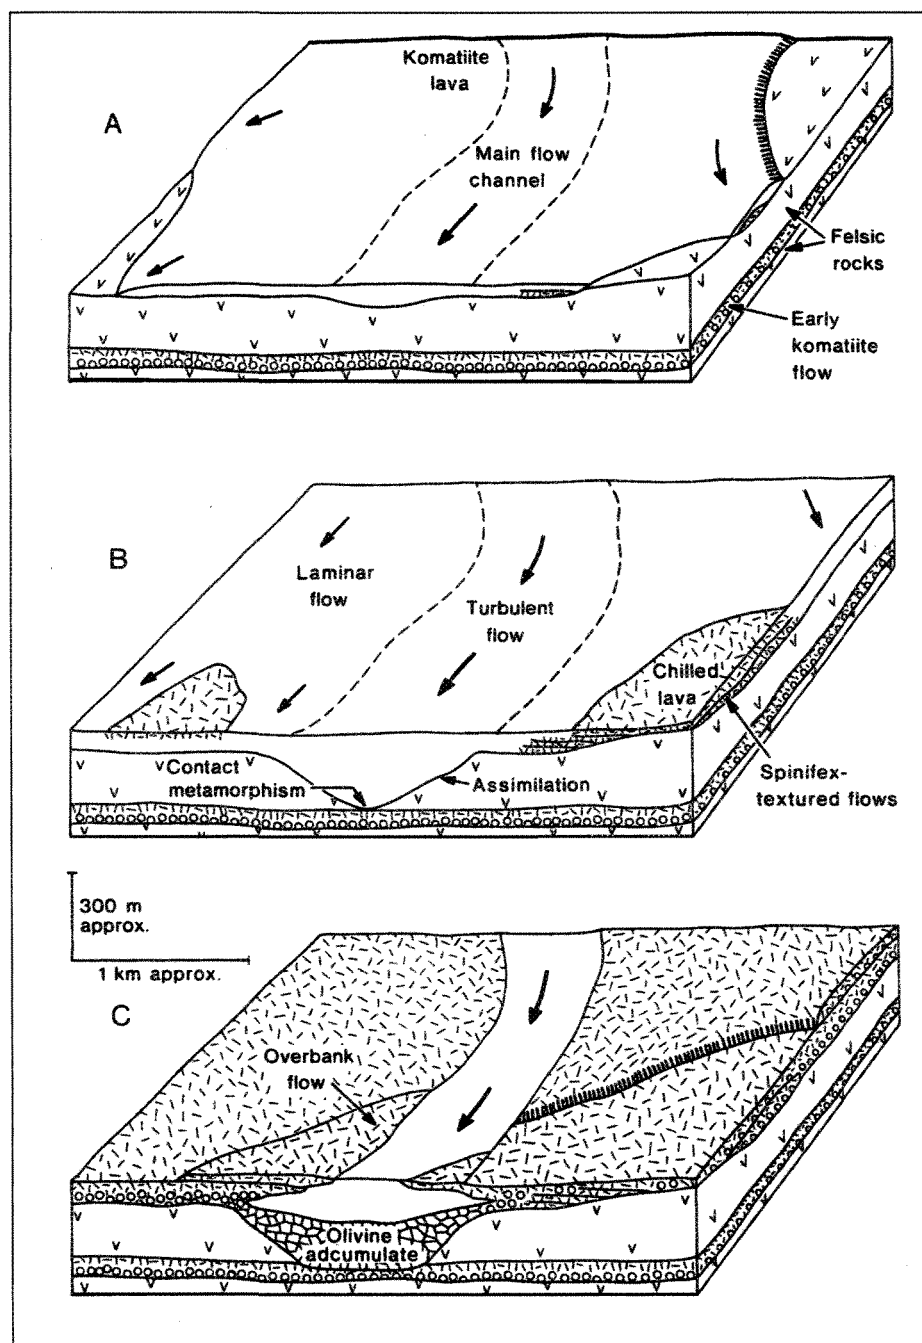 A
Komatiite
lava
Main flow
channel
Felsic
rocks
Early
komatiite
flow
B
Laminar
flow
Turbulent
flow
Chilled
lava
Contact
metamorphism
Assimilation
Spinifex-
textured flows
300 m
approx.
1 km approx.
C
Overbank
flow
Olivine
adcumulate